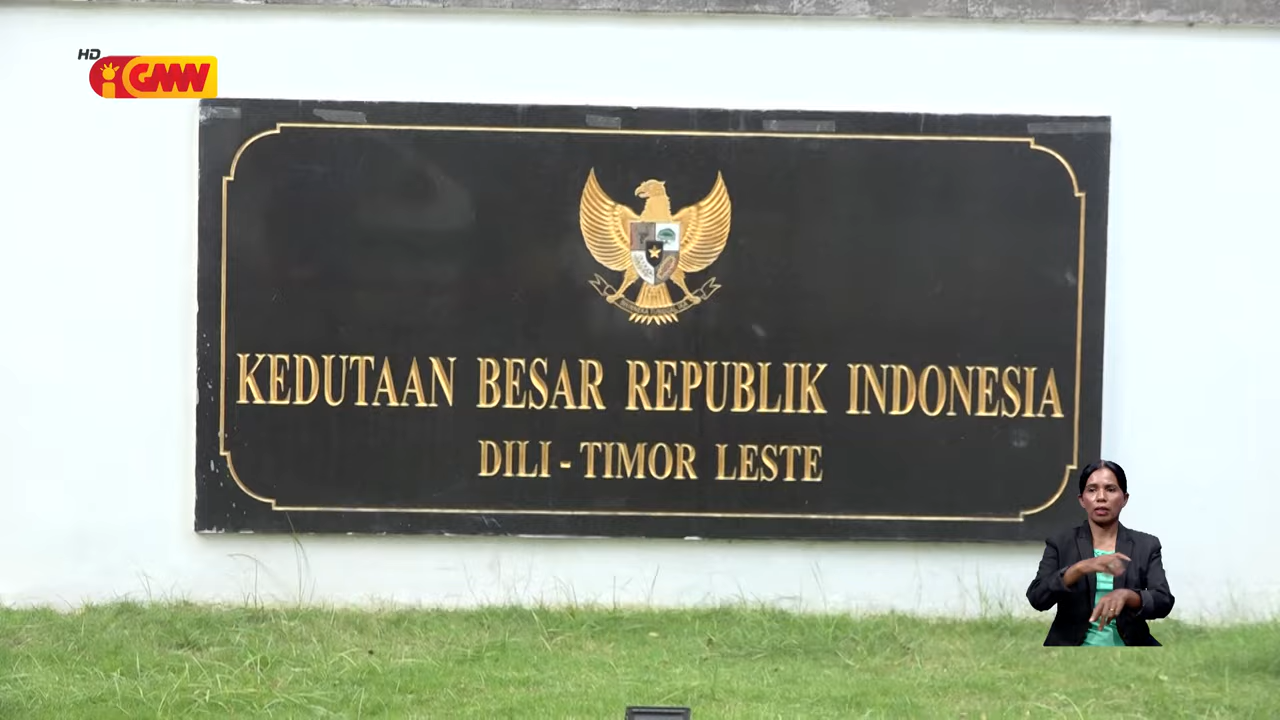 HD
GMN
KEDUTAAN BESAR REPUBLIK INDONESIA
DILI - TIMOR LESTE